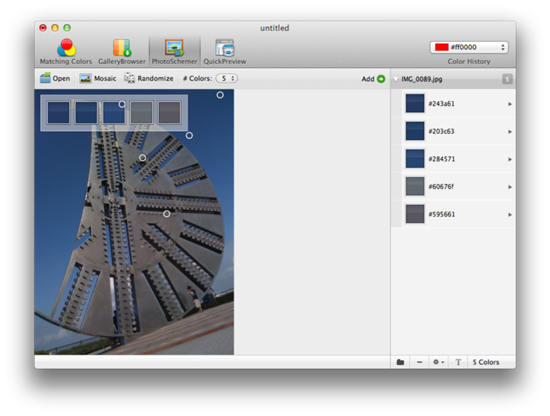 untitled
Matching Colors GalleryBrowser PhotoSchemer QuickPreview
#ff0000
Color History
Open Mosaic Randomize # Colors: 5 Add
IMG_0089.jpg 5
#243a61
#203c63
#284571
#60676f
#595661
T 5 Colors